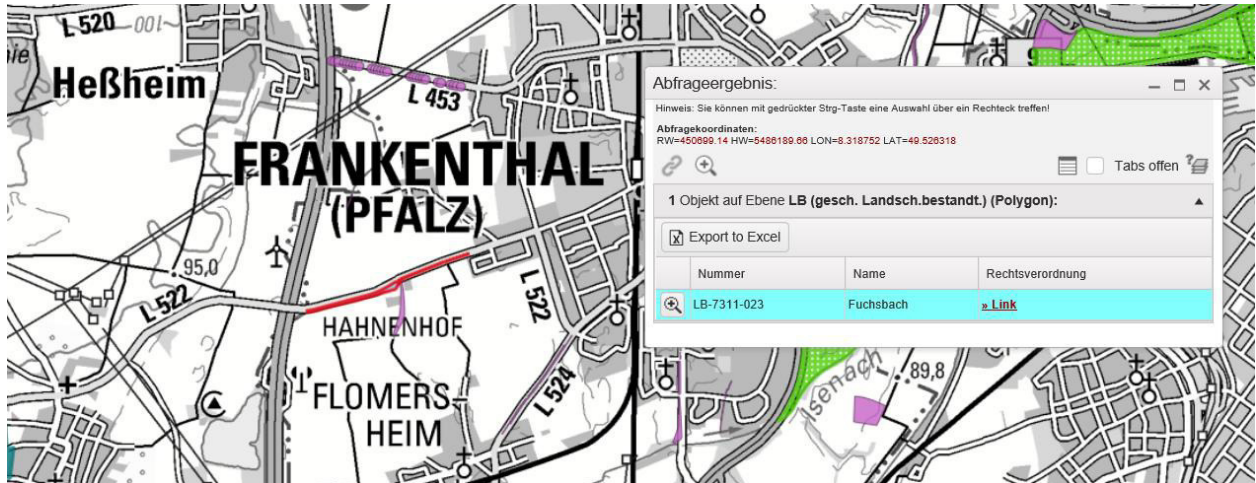 L 520
001
Heßheim
L 453
FRANKENTHAL
(PFALZ)
95,0
L 522
L 522
HAHNENHOF
FLOMERS-
HEIM
L 524
Isenach
89,8
Abfrageergebnis:
Hinweis: Sie können mit gedrückter Strg-Taste eine Auswahl über ein Rechteck treffen!
Abfragekoordinaten:
RW=450699.14 HW=5486189.66 LON=8.318752 LAT=49.526318
Tabs offen
1 Objekt auf Ebene LB (gesch. Landsch.bestandt.) (Polygon):
Export to Excel
Nummer Name Rechtsverordnung
LB-7311-023 Fuchsbach » Link